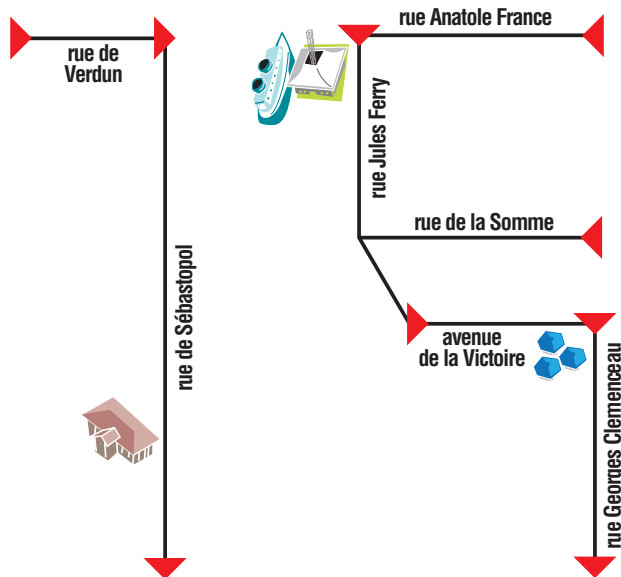 rue Anatole France
rue de
Verdun
rue Jules Ferry
rue de la Somme
rue de Sébastopol
avenue
de la Victoire
rue Georges Clemenceau